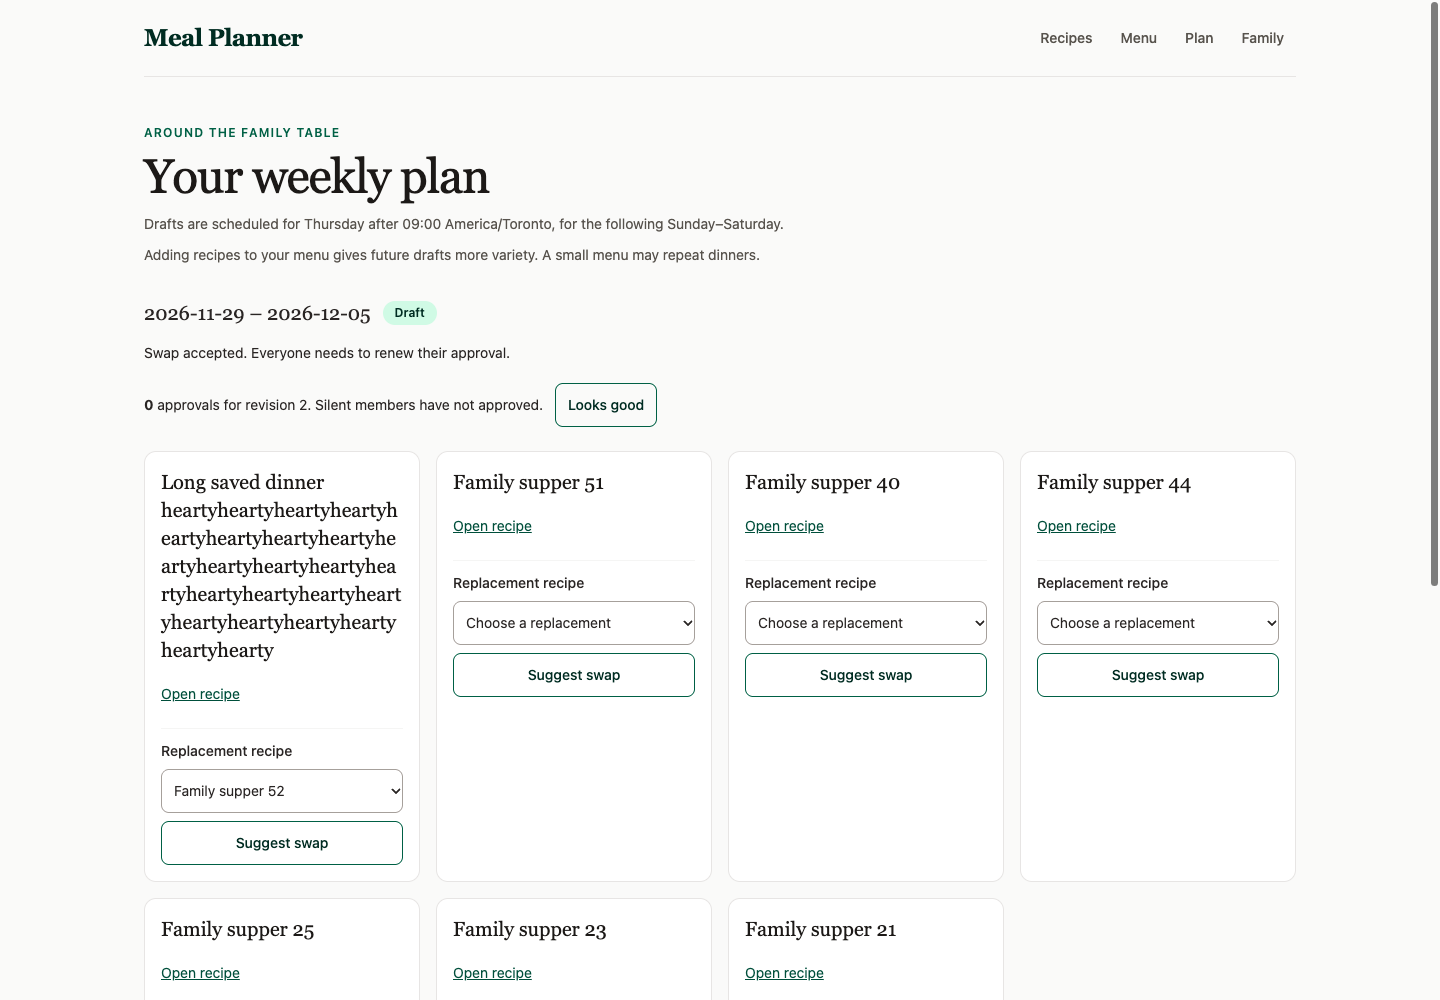 Meal Planner
Recipes Menu Plan Family
AROUND THE FAMILY TABLE
Your weekly plan
Drafts are scheduled for Thursday after 09:00 America/Toronto, for the following Sunday–Saturday.
Adding recipes to your menu gives future drafts more variety. A small menu may repeat dinners.
2026-11-29 – 2026-12-05 Draft
Swap accepted. Everyone needs to renew their approval.
0 approvals for revision 2. Silent members have not approved. Looks good
Long saved dinner
heartyheartyheartyheartyh
eartyheartyheartyheartyhe
artyheartyheartyheartyhea
rtyheartyheartyheartyheart
yheartyheartyheartyhearty
heartyhearty
Open recipe
Replacement recipe
Family supper 52
Suggest swap
Family supper 51
Open recipe
Replacement recipe
Choose a replacement
Suggest swap
Family supper 40
Open recipe
Replacement recipe
Choose a replacement
Suggest swap
Family supper 44
Open recipe
Replacement recipe
Choose a replacement
Suggest swap
Family supper 25
Open recipe
Family supper 23
Open recipe
Family supper 21
Open recipe